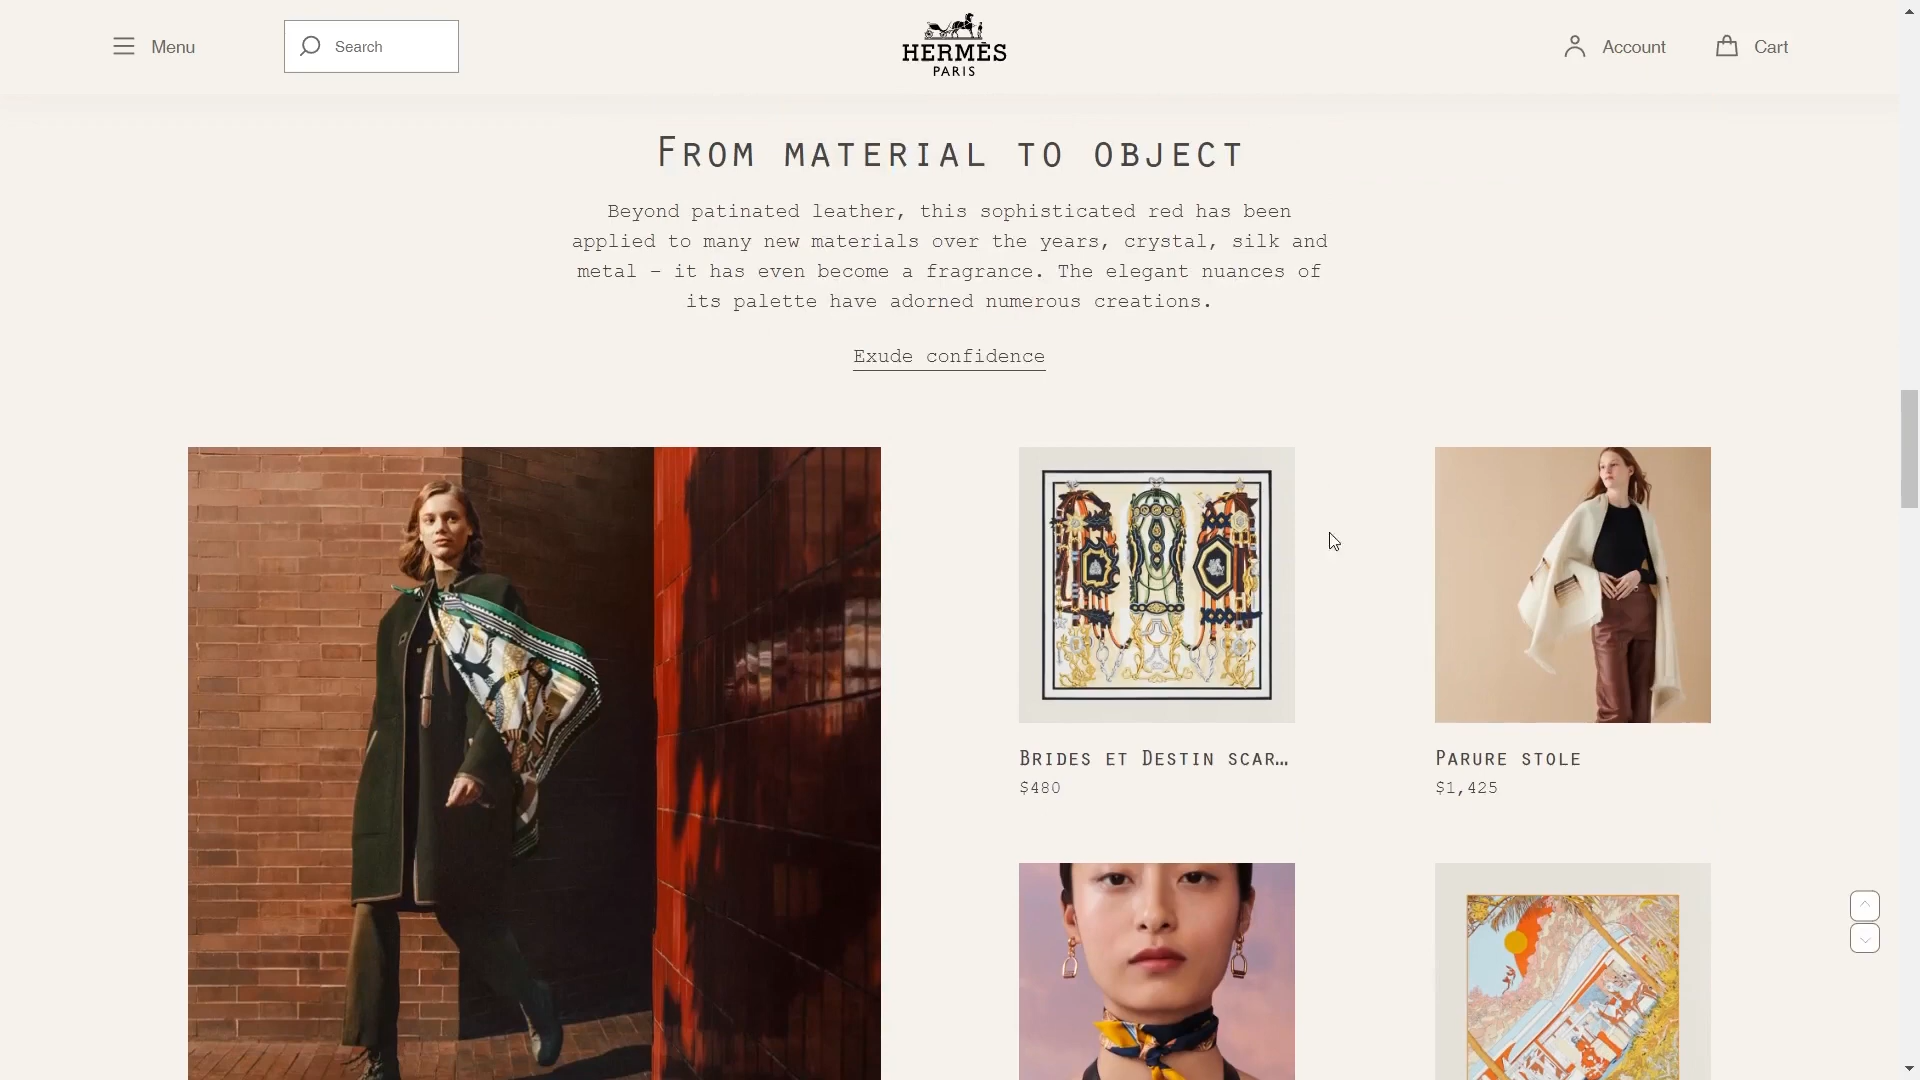 Menu
Search
HERMÈS
PARIS
Account
Cart
From material to object
Beyond patinated leather, this sophisticated red has been
applied to many new materials over the years, crystal, silk and
metal – it has even become a fragrance. The elegant nuances of
its palette have adorned numerous creations.
Exude confidence
Brides et Destin scar...
$480
Parure stole
$1,425